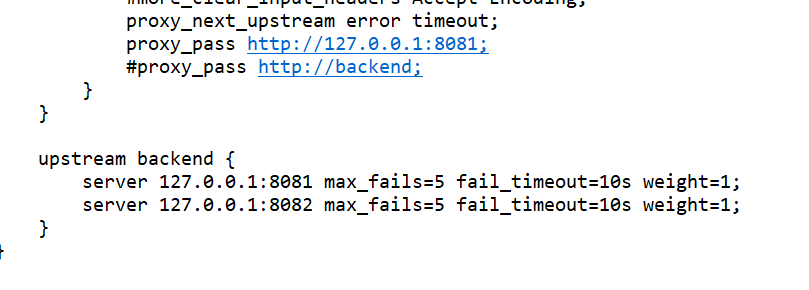 #more_clear_input_headers Accept-Encoding;
proxy_next_upstream error timeout;
proxy_pass http://127.0.0.1:8081;
#proxy_pass http://backend;
}
}
upstream backend {
server 127.0.0.1:8081 max_fails=5 fail_timeout=10s weight=1;
server 127.0.0.1:8082 max_fails=5 fail_timeout=10s weight=1;
}
}